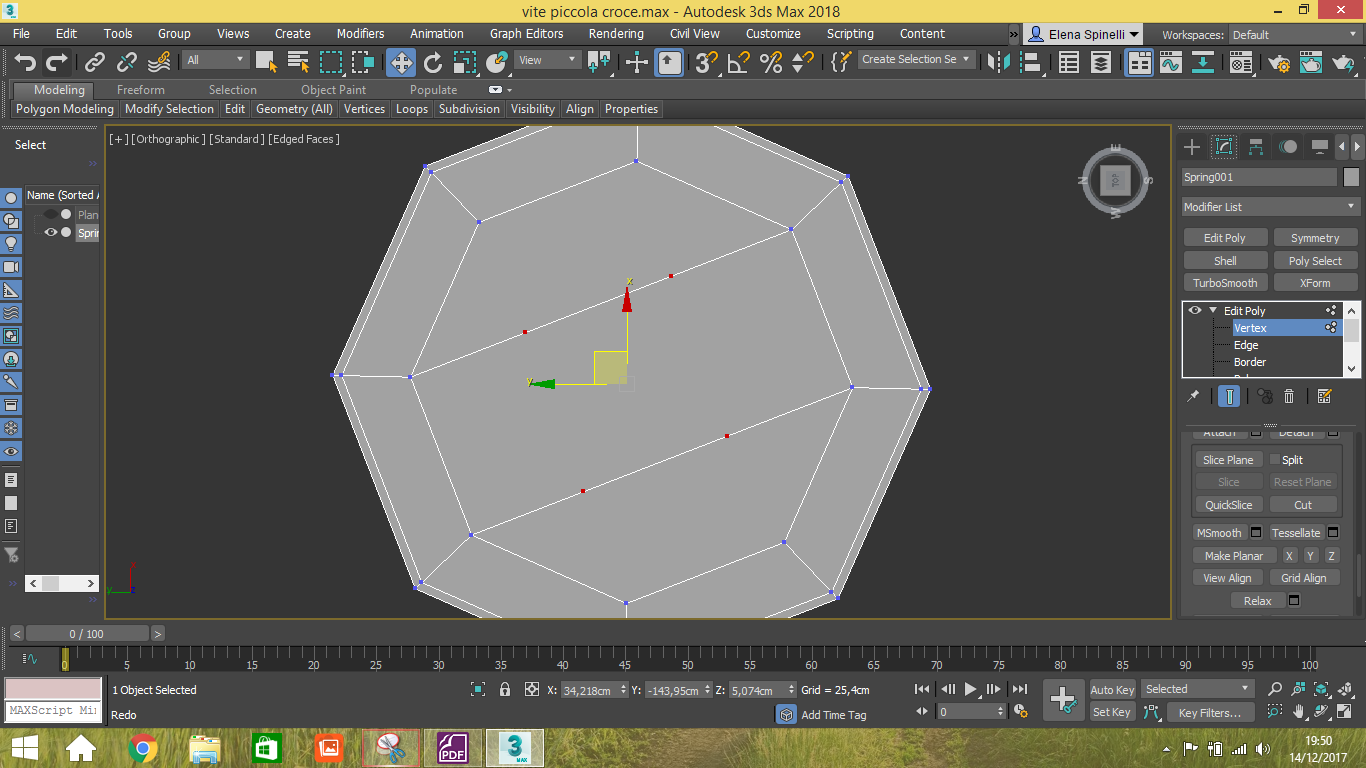 vite piccola croce.max - Autodesk 3ds Max 2018
File Edit Tools Group Views Create Modifiers Animation Graph Editors Rendering Civil View Customize Scripting Content » Elena Spinelli Workspaces: Default
All View Create Selection Se
Modeling Freeform Selection Object Paint Populate
Polygon Modeling Modify Selection Edit Geometry (All) Vertices Loops Subdivision Visibility Align Properties
[+] [Orthographic] [Standard] [Edged Faces]
Select
Name (Sorted A
Plan
Sprin
E
N TOP S
W
x
y
Spring001
Modifier List
Edit Poly Symmetry
Shell Poly Select
TurboSmooth XForm
Edit Poly
Vertex
Edge
Border
Attach Detach
Slice Plane Split
Slice Reset Plane
QuickSlice Cut
MSmooth Tessellate
Make Planar X Y Z
View Align Grid Align
Relax
< 0 / 100 >
0 5 10 15 20 25 30 35 40 45 50 55 60 65 70 75 80 85 90 95 100
1 Object Selected X: 34,218cm Y: -143,95cm Z: 5,074cm Grid = 25,4cm Auto Key Selected
MAXScript Mi
Redo Add Time Tag 0 Set Key Key Filters...
PDF
3
MAX
19:50
14/12/2017